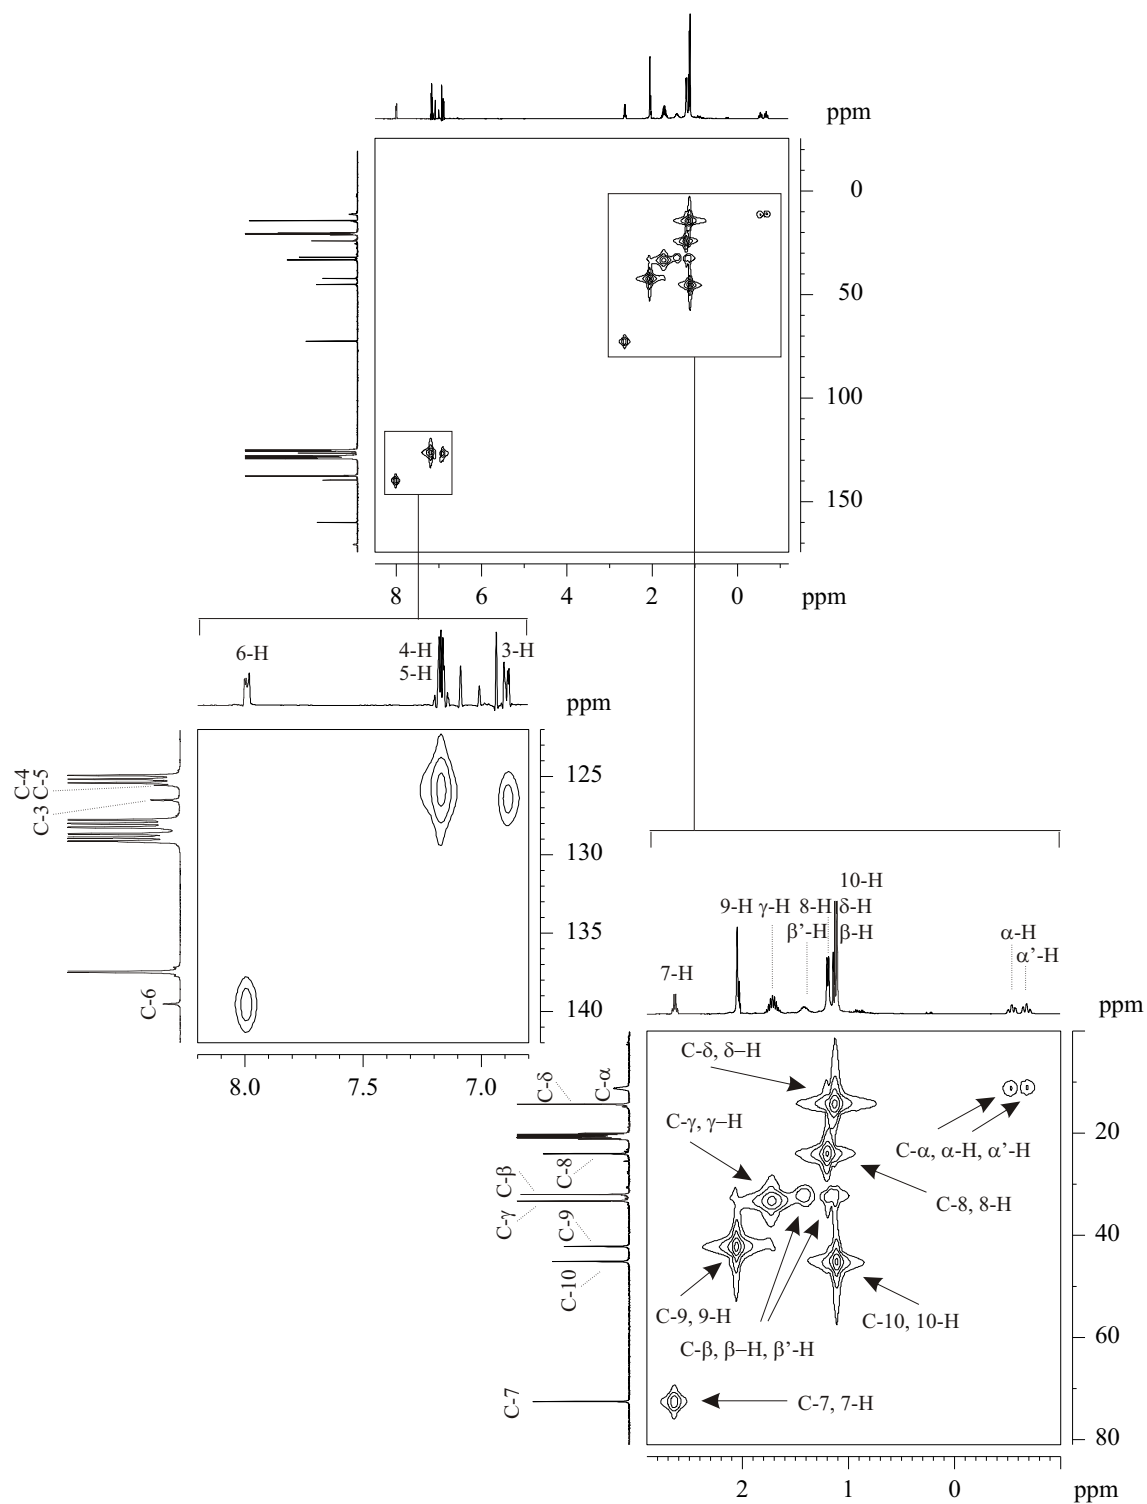 ppm
0
50
100
150
8 6 4 2 0 ppm
6-H
4-H
5-H
3-H
ppm
C-4
C-3 C-5
C-6
125
130
135
140
8.0 7.5 7.0
10-H
9-H γ-H 8-H δ-H
β'-H β-H
α-H
α'-H
7-H
ppm
C-δ
C-α
C-8
C-β
C-γ
C-9
C-10
C-7
C-δ, δ–H
C-γ, γ–H
C-α, α-H, α'-H
C-8, 8-H
C-9, 9-H
C-10, 10-H
C-β, β–H, β'-H
C-7, 7-H
20
40
60
80
2 1 0 ppm